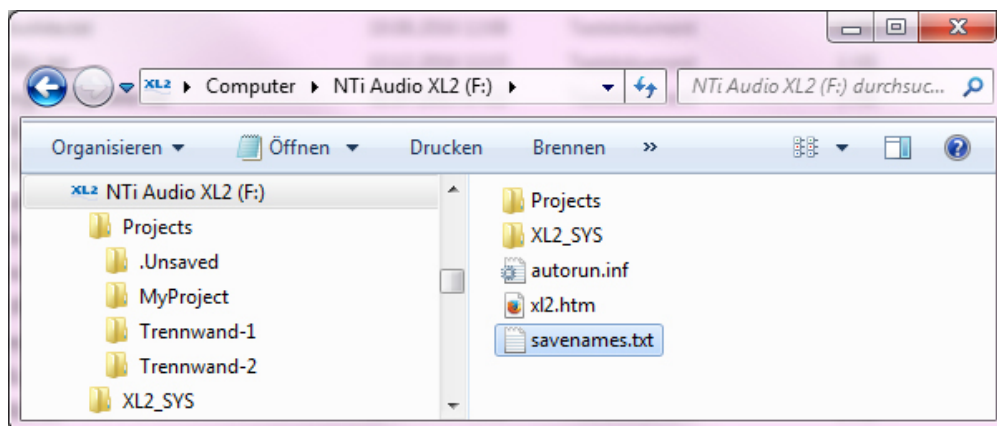 XL2 Computer NTi Audio XL2 (F:) NTi Audio XL2 (F:) durchsuc...
Organisieren Öffnen Drucken Brennen »
XL2 NTi Audio XL2 (F:)
Projects
.Unsaved
MyProject
Trennwand-1
Trennwand-2
XL2_SYS
Projects
XL2_SYS
autorun.inf
xl2.htm
savenames.txt